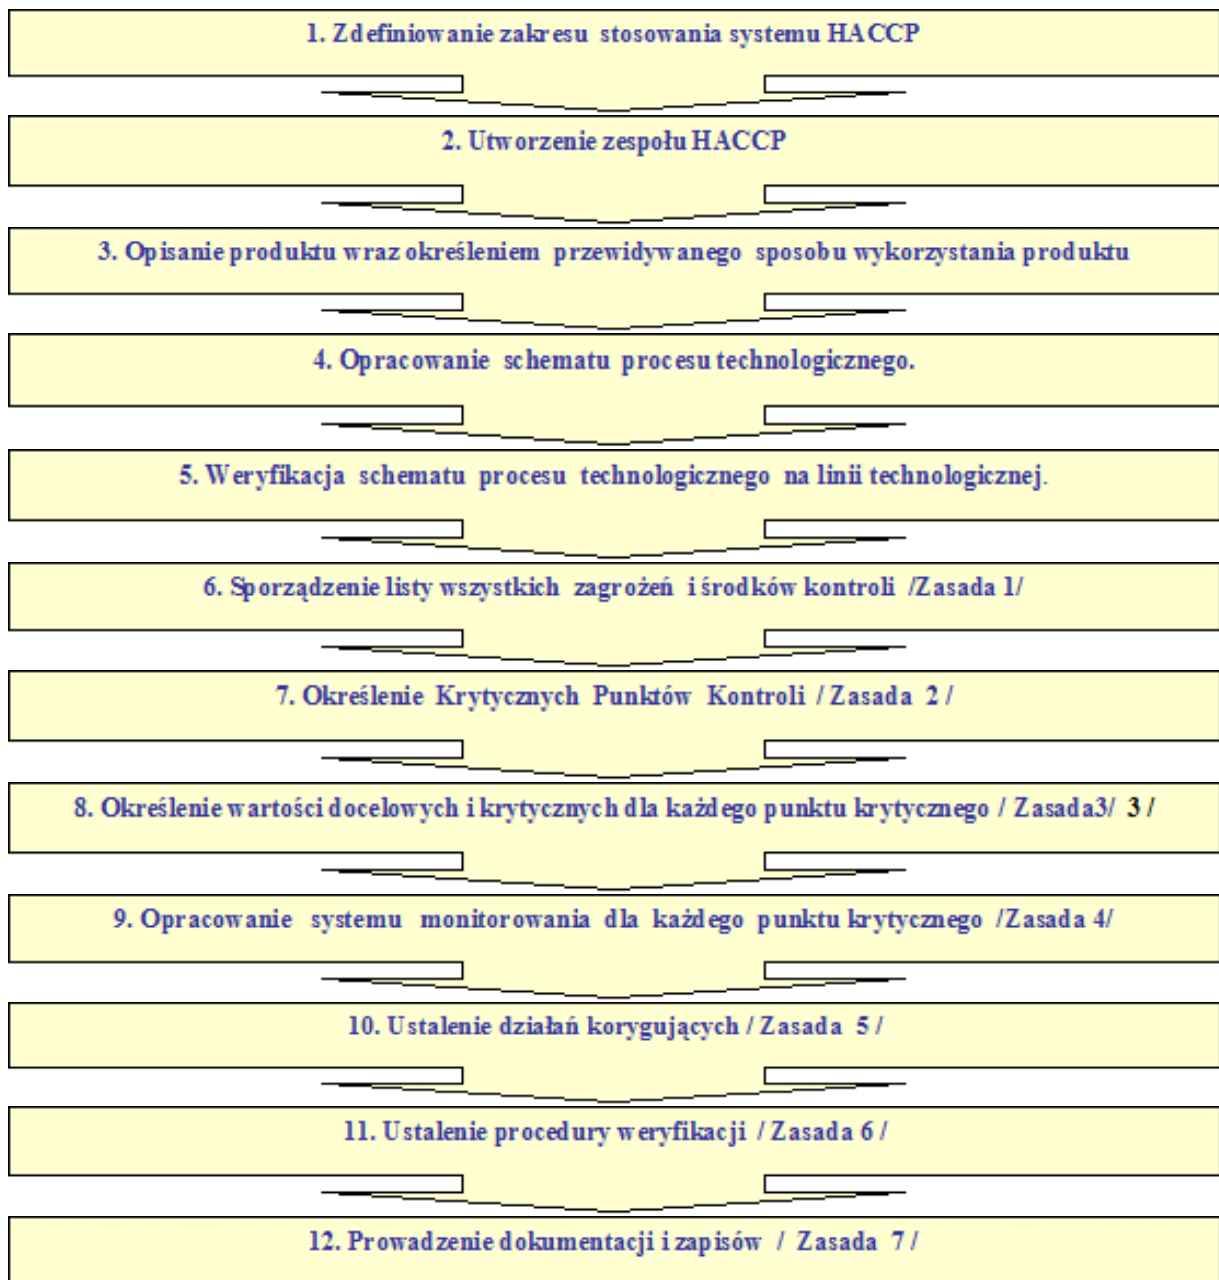 1. Zdefiniowanie zakresu stosowania systemu HACCP
2. Utworzenie zespołu HACCP
3. Opisanie produktu wraz określeniem przewidywanego sposobu wykorzystania produktu
4. Opracowanie schematu procesu technologicznego.
5. Weryfikacja schematu procesu technologicznego na linii technologicznej.
6. Sporządzenie listy wszystkich zagrożeń i środków kontroli /Zasada 1/
7. Określenie Krytycznych Punktów Kontroli / Zasada 2 /
8. Określenie wartości docelowych i krytycznych dla każdego punktu krytycznego / Zasada3/ 3 /
9. Opracowanie systemu monitorowania dla każdego punktu krytycznego /Zasada 4/
10. Ustalenie działań korygujących / Zasada 5 /
11. Ustalenie procedury weryfikacji / Zasada 6 /
12. Prowadzenie dokumentacji i zapisów / Zasada 7 /